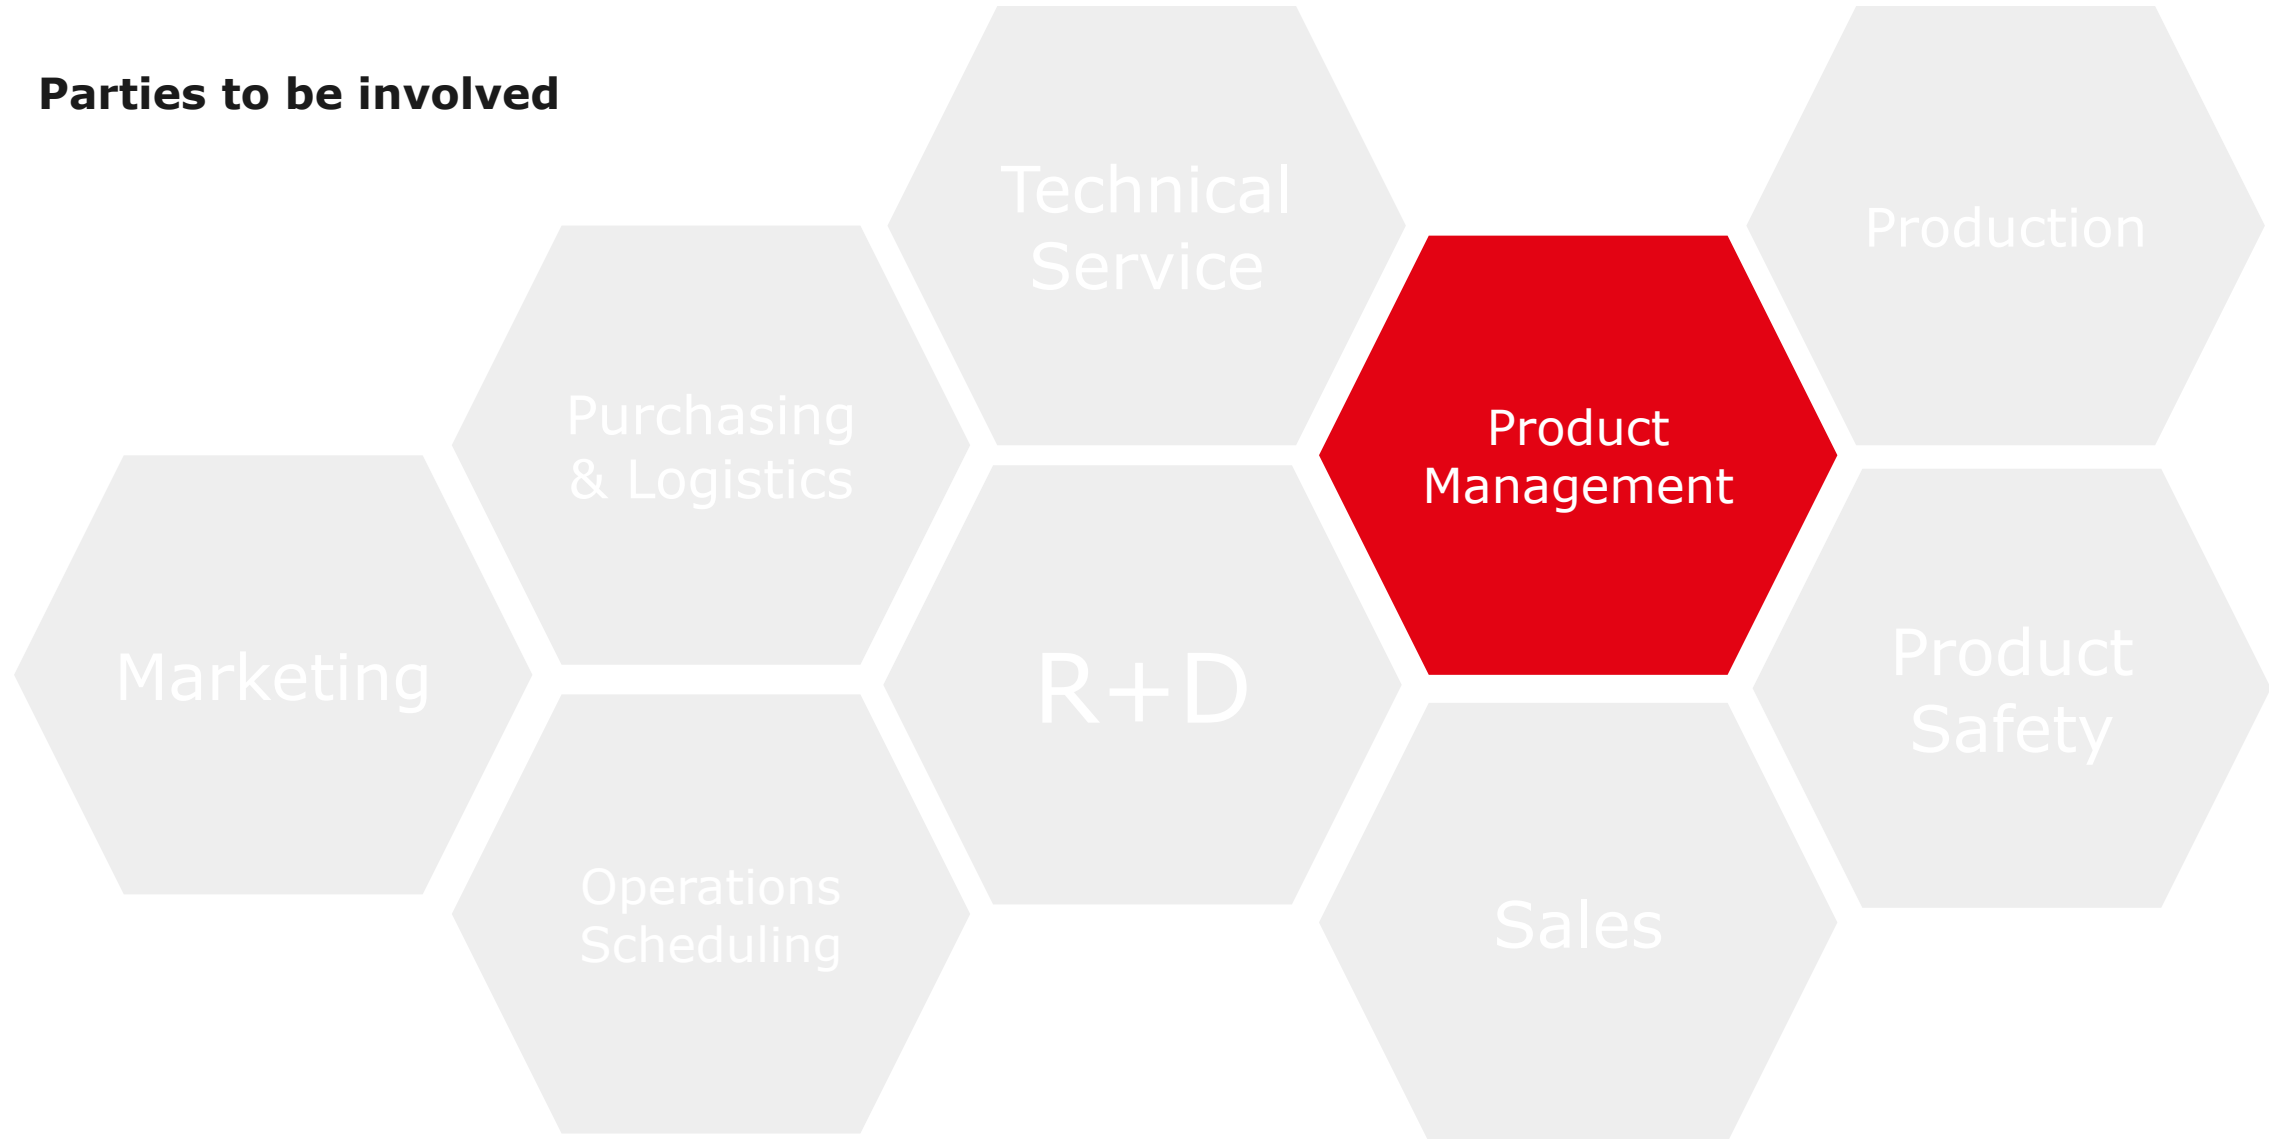 Parties to be involved
Technical
Service
Production
Purchasing
& Logistics
Product
Management
Marketing
R+D
Product
Safety
Operations
Scheduling
Sales